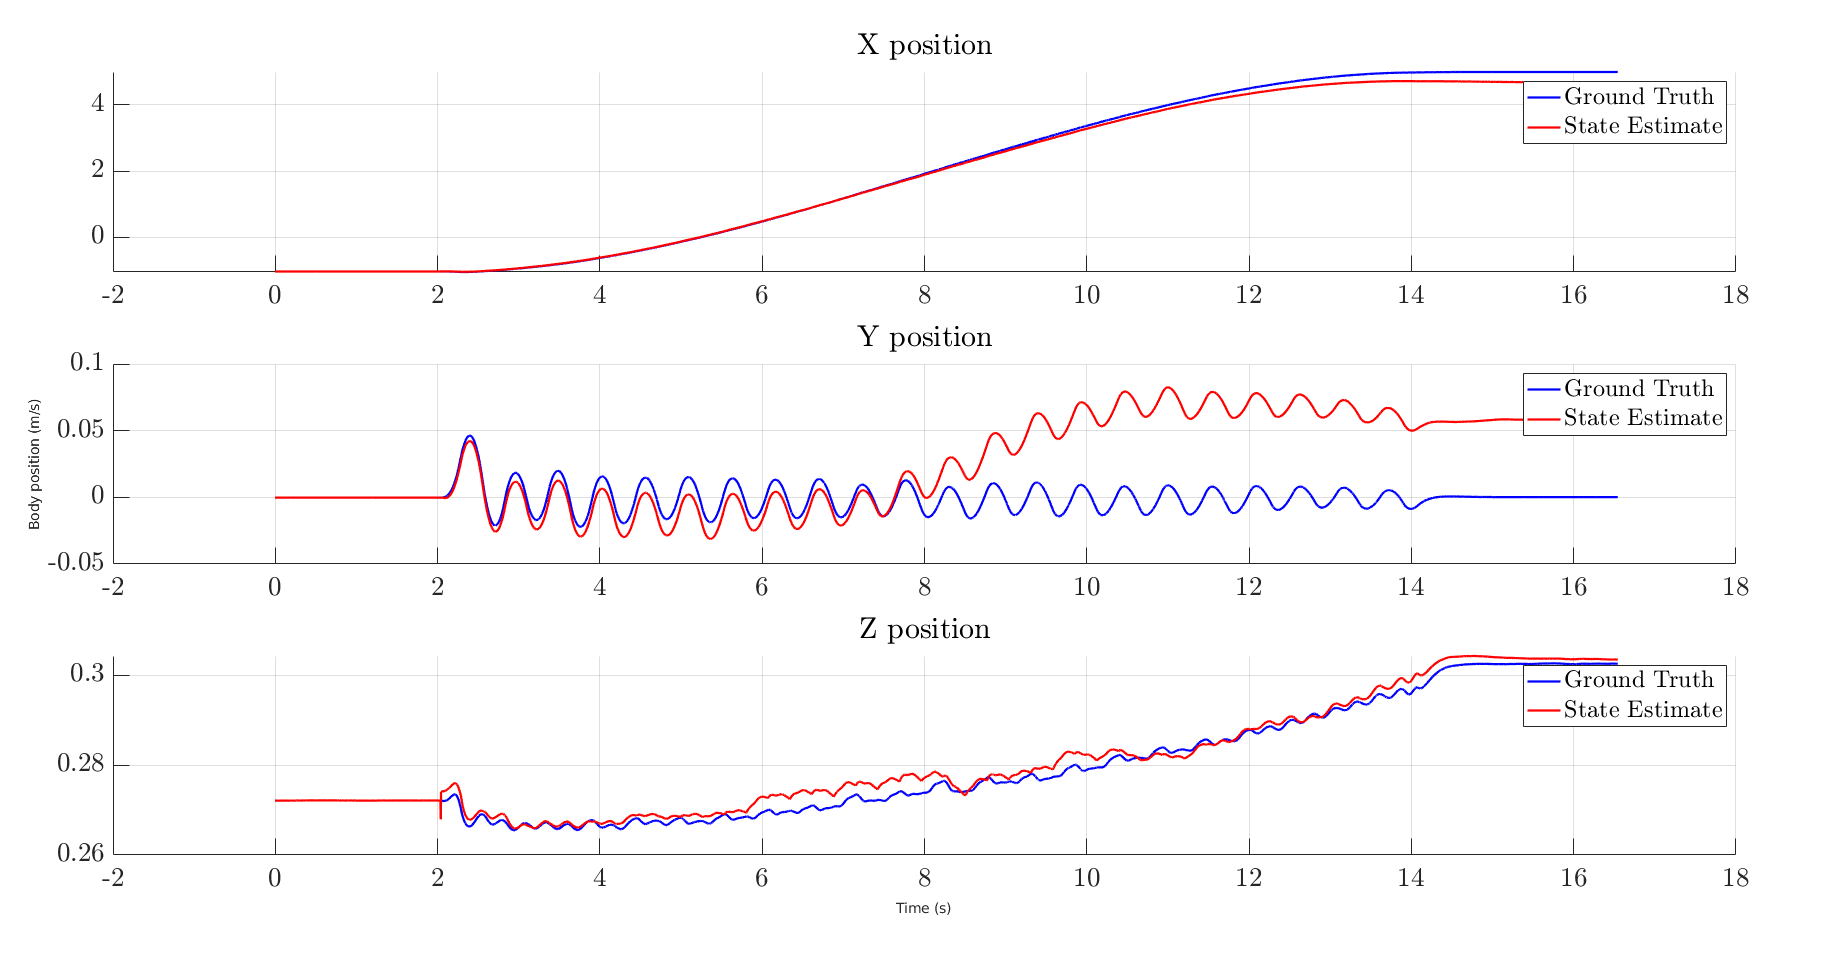 X position
4
2
0
Ground Truth
State Estimate
-2 0 2 4 6 8 10 12 14 16 18
Y position
0.1
0.05
0
-0.05
Ground Truth
State Estimate
Body position (m/s)
-2 0 2 4 6 8 10 12 14 16 18
Z position
0.3
0.28
0.26
Ground Truth
State Estimate
-2 0 2 4 6 8 10 12 14 16 18
Time (s)